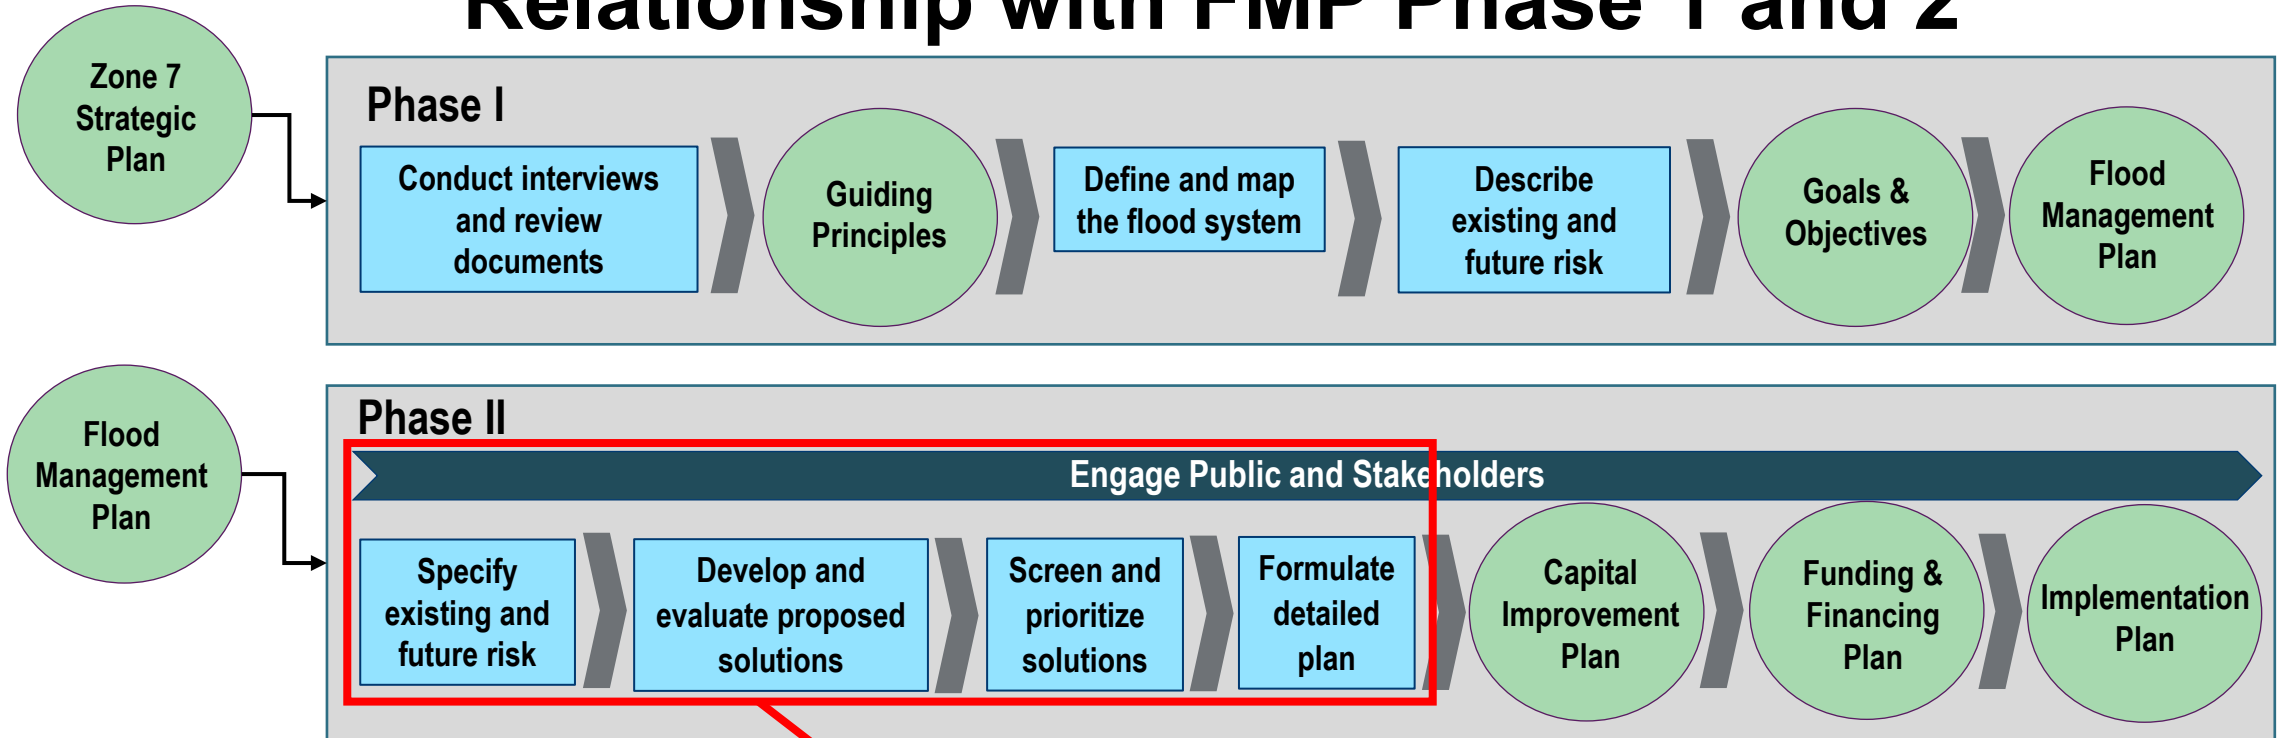 Relationship with FMP Phase 1 and 2
Zone 7
Strategic
Plan
Phase I
Conduct interviews
and review
documents
Guiding
Principles
Define and map
the flood system
Describe
existing and
future risk
Goals &
Objectives
Flood
Management
Plan
Flood
Management
Plan
Phase II
Engage Public and Stakeholders
Specify
existing and
future risk
Develop and
evaluate proposed
solutions
Screen and
prioritize
solutions
Formulate
detailed
plan
Capital
Improvement
Plan
Funding &
Financing
Plan
Implementation
Plan